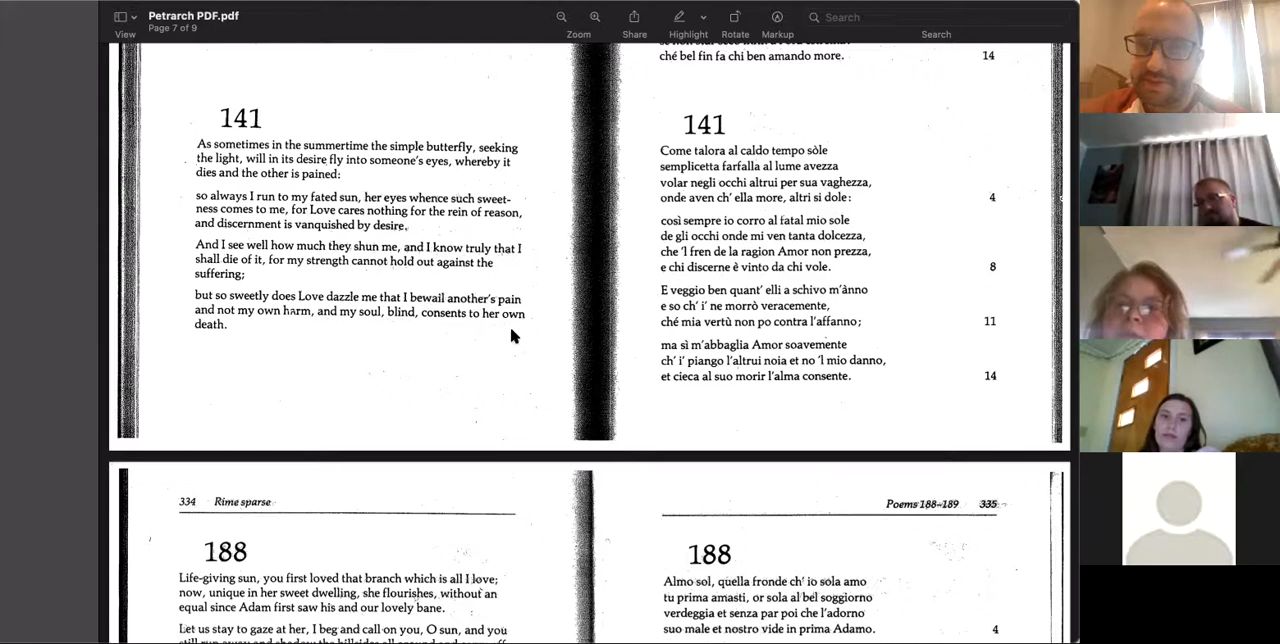 Petrarch PDF.pdf
Page 7 of 9
View
Zoom
Share
Highlight
Rotate
Markup
Search
Search
141
As sometimes in the summertime the simple butterfly, seeking
the light, will in its desire fly into someone's eyes, whereby it
dies and the other is pained:
so always I run to my fated sun, her eyes whence such sweet-
ness comes to me, for Love cares nothing for the rein of reason,
and discernment is vanquished by desire.
And I see well how much they shun me, and I know truly that I
shall die of it, for my strength cannot hold out against the
suffering;
but so sweetly does Love dazzle me that I bewail another's pain
and not my own harm, and my soul, blind, consents to her own
death.
ché bel fin fa chi ben amando more. 14
141
Come talora al caldo tempo sòle
semplicetta farfalla al lume avezza
volar negli occhi altrui per sua vaghezza,
onde aven ch' ella more, altri si dole: 4
così sempre io corro al fatal mio sole
de gli occhi onde mi ven tanta dolcezza,
che 'l fren de la ragion Amor non prezza,
e chi discerne è vinto da chi vole. 8
E veggio ben quant' elli a schivo m'ànno
e so ch' i' ne morrò veracemente,
ché mia vertù non po contra l'affanno; 11
ma sì m'abbaglia Amor soavemente
ch' i' piango l'altrui noia et no 'l mio danno,
et cieca al suo morir l'alma consente. 14
334 Rime sparse
188
Life-giving sun, you first loved that branch which is all I love;
now, unique in her sweet dwelling, she flourishes, without an
equal since Adam first saw his and our lovely bane.
Let us stay to gaze at her, I beg and call on you, O sun, and you
Poems 188–189 335
188
Almo sol, quella fronde ch' io sola amo
tu prima amasti, or sola al bel soggiorno
verdeggia et senza par poi che l'adorno
suo male et nostro vide in prima Adamo. 4